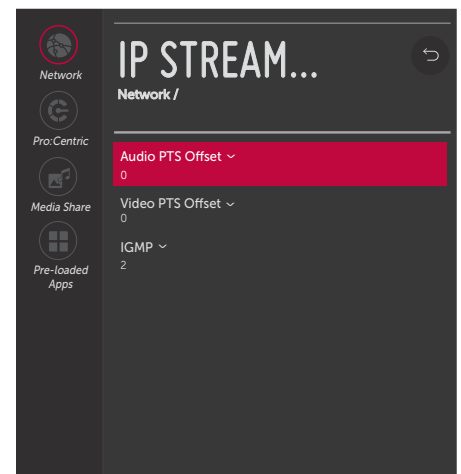 Network
Pro:Centric
Media Share
Pre-loaded
Apps
IP STREAM...
Network /
Audio PTS Offset
0
Video PTS Offset
0
IGMP
2